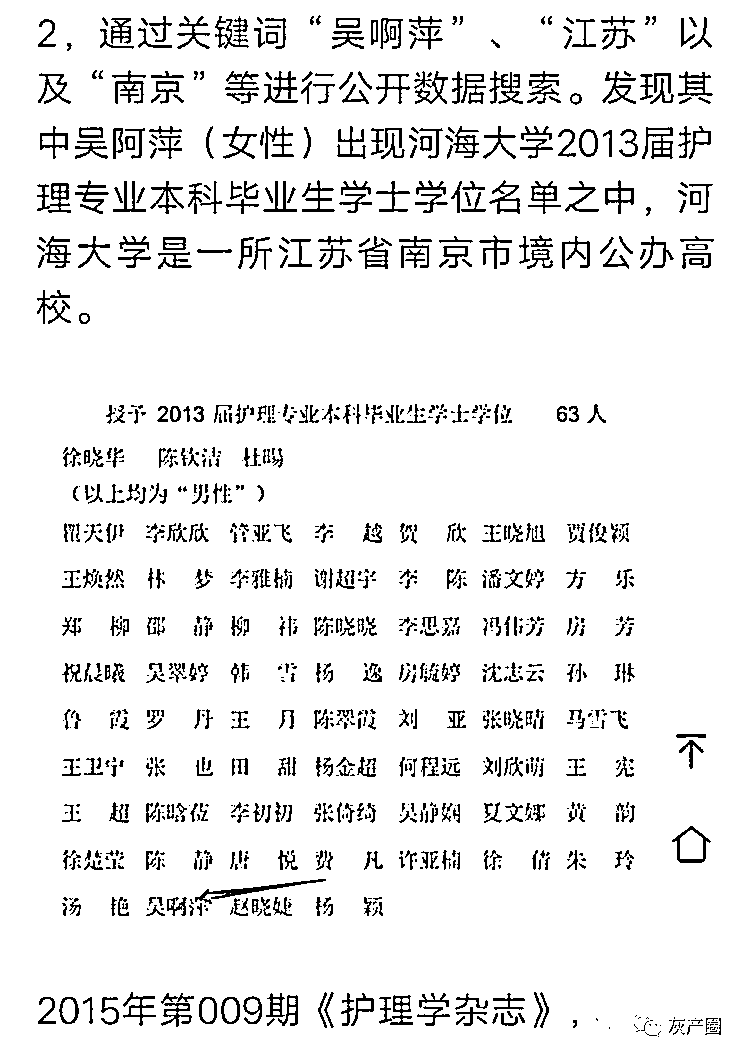 2，通过关键词“吴啊萍”、“江苏”以
及“南京”等进行公开数据搜索。发现其
中吴阿萍（女性）出现河海大学2013届护
理专业本科毕业生学士学位名单之中，河
海大学是一所江苏省南京市境内公办高
校。
授予 2013 届护理专业本科毕业生学士学位 63 人
徐晓华 陈钦洁 杜暘
（以上均为“男性”）
瞿天伊 李欣欣 管亚飞 李 越 贺 欣 王晓旭 贾俊颖
王焕然 林 梦 李雅楠 谢超宇 李 陈 潘文婷 方 乐
郑 柳 邵 静 柳 祎 陈晓晓 李思嘉 冯伟芳 房 芳
祝晨曦 吴翠婷 韩 雪 杨 逸 房毓婷 沈志云 孙 琳
鲁 霞 罗 丹 王 月 陈翠霞 刘 亚 张晓晴 马雪飞
王卫宁 张 也 田 甜 杨金超 何程远 刘欣萌 王 宪
王 超 陈晗莅 李初初 张倚绮 吴静娴 夏文娜 黄 韵
徐楚莹 陈 静 唐 悦 费 凡 许亚楠 徐 倩 朱 玲
汤 艳 吴啊萍 赵晓婕 杨 颖
2015年第009期《护理学杂志》，
灰产圈